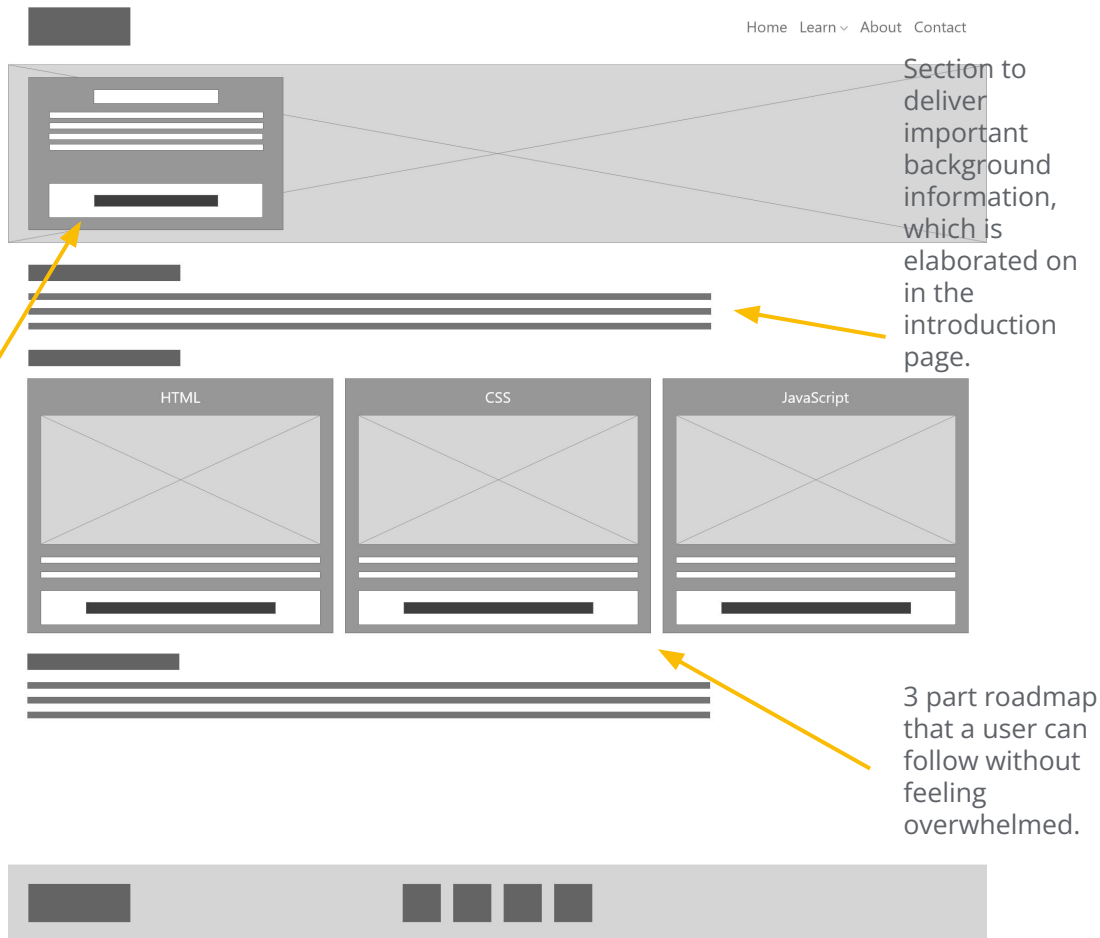 Home Learn About Contact
Section to
deliver
important
background
information,
which is
elaborated on
in the
introduction
page.
HTML CSS JavaScript
3 part roadmap
that a user can
follow without
feeling
overwhelmed.